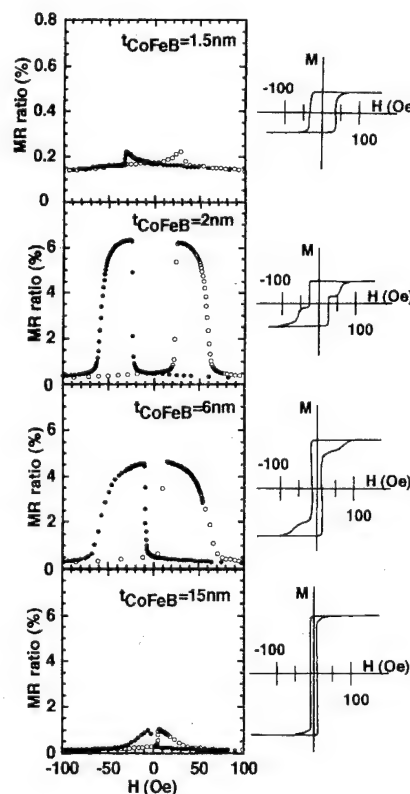 t_CoFeB=1.5nm
MR ratio (%)
0.8
0.6
0.4
0.2
0
M
-100
H (Oe)
100
t_CoFeB=2nm
MR ratio (%)
6
4
2
0
M
-100
H (Oe)
100
t_CoFeB=6nm
MR ratio (%)
6
4
2
0
M
-100
H (Oe)
100
t_CoFeB=15nm
MR ratio (%)
6
4
2
0
M
-100
H (Oe)
100
-100 -50 0 50 100
H (Oe)